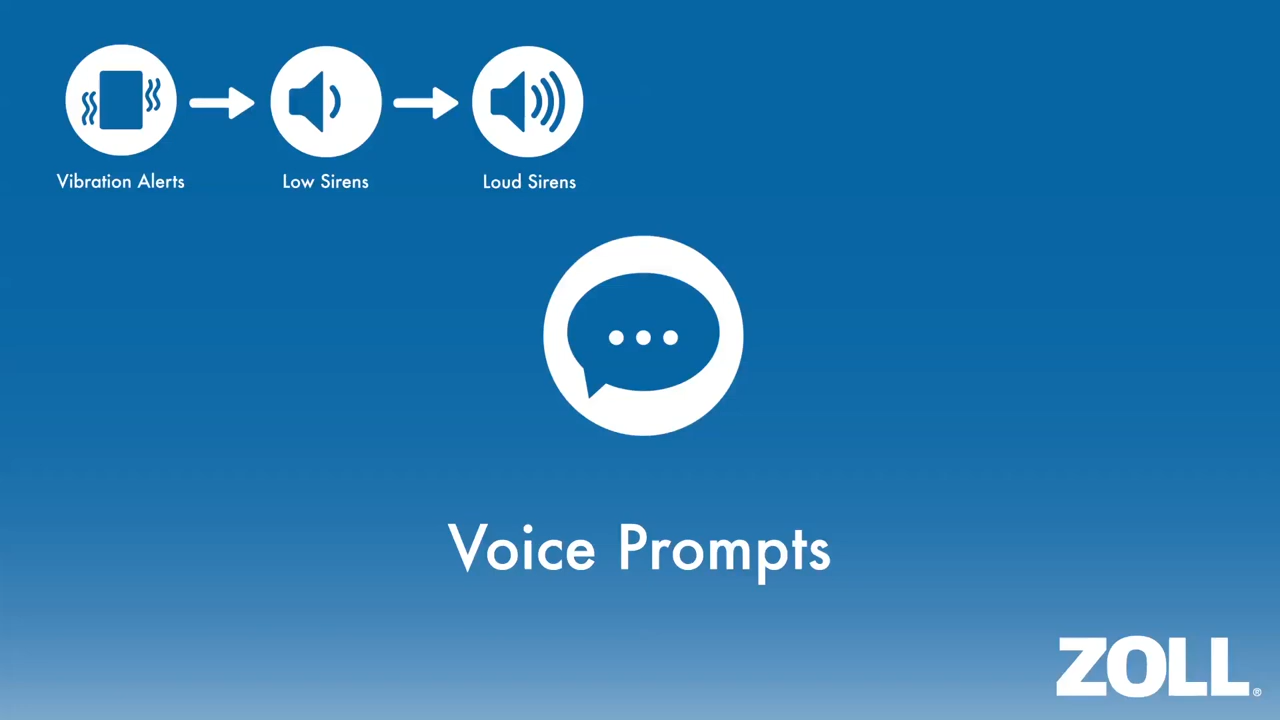 Vibration Alerts
Low Sirens
Loud Sirens
Voice Prompts
ZOLL®